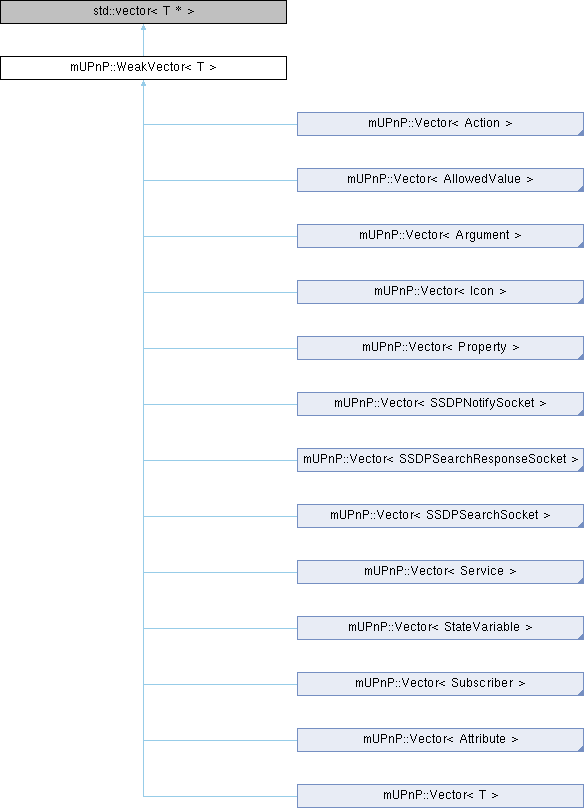 std::vector< T * >
mUPnP::WeakVector< T >
mUPnP::Vector< Action >
mUPnP::Vector< AllowedValue >
mUPnP::Vector< Argument >
mUPnP::Vector< Icon >
mUPnP::Vector< Property >
mUPnP::Vector< SSDPNotifySocket >
mUPnP::Vector< SSDPSearchResponseSocket >
mUPnP::Vector< SSDPSearchSocket >
mUPnP::Vector< Service >
mUPnP::Vector< StateVariable >
mUPnP::Vector< Subscriber >
mUPnP::Vector< Attribute >
mUPnP::Vector< T >